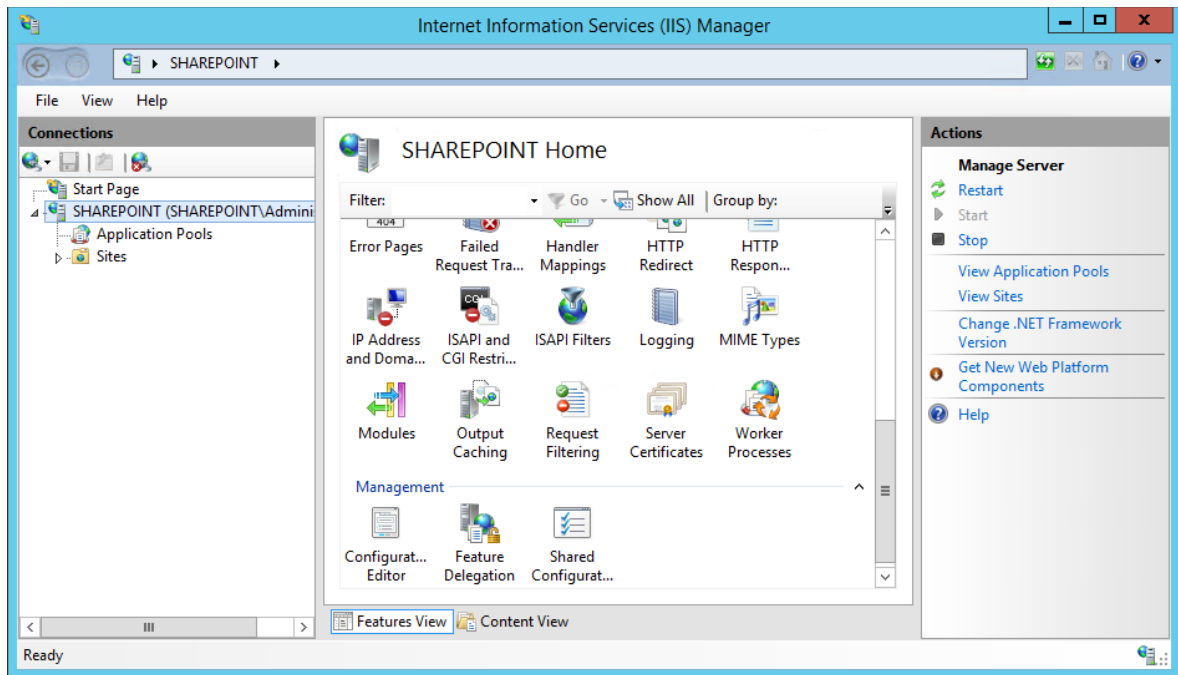 Internet Information Services (IIS) Manager
SHAREPOINT
File View Help
Connections
Start Page
SHAREPOINT (SHAREPOINT\Admini
Application Pools
Sites
SHAREPOINT Home
Filter: Go Show All Group by:
404
Error Pages Failed Handler HTTP HTTP
Request Tra... Mappings Redirect Respon...
CGI
IP Address ISAPI and ISAPI Filters Logging MIME Types
and Doma... CGI Restri...
Modules Output Request Server Worker
Caching Filtering Certificates Processes
Management
Configurat... Feature Shared
Editor Delegation Configurat...
Features View Content View
Actions
Manage Server
Restart
Start
Stop
View Application Pools
View Sites
Change .NET Framework
Version
Get New Web Platform
Components
Help
Ready